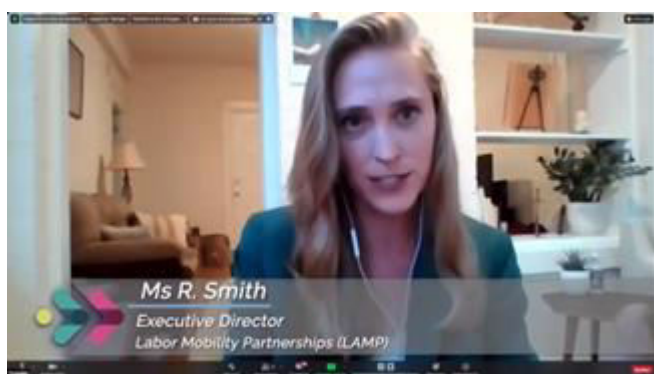 Ms R. Smith
Executive Director
Labor Mobility Partnerships (LAMP)